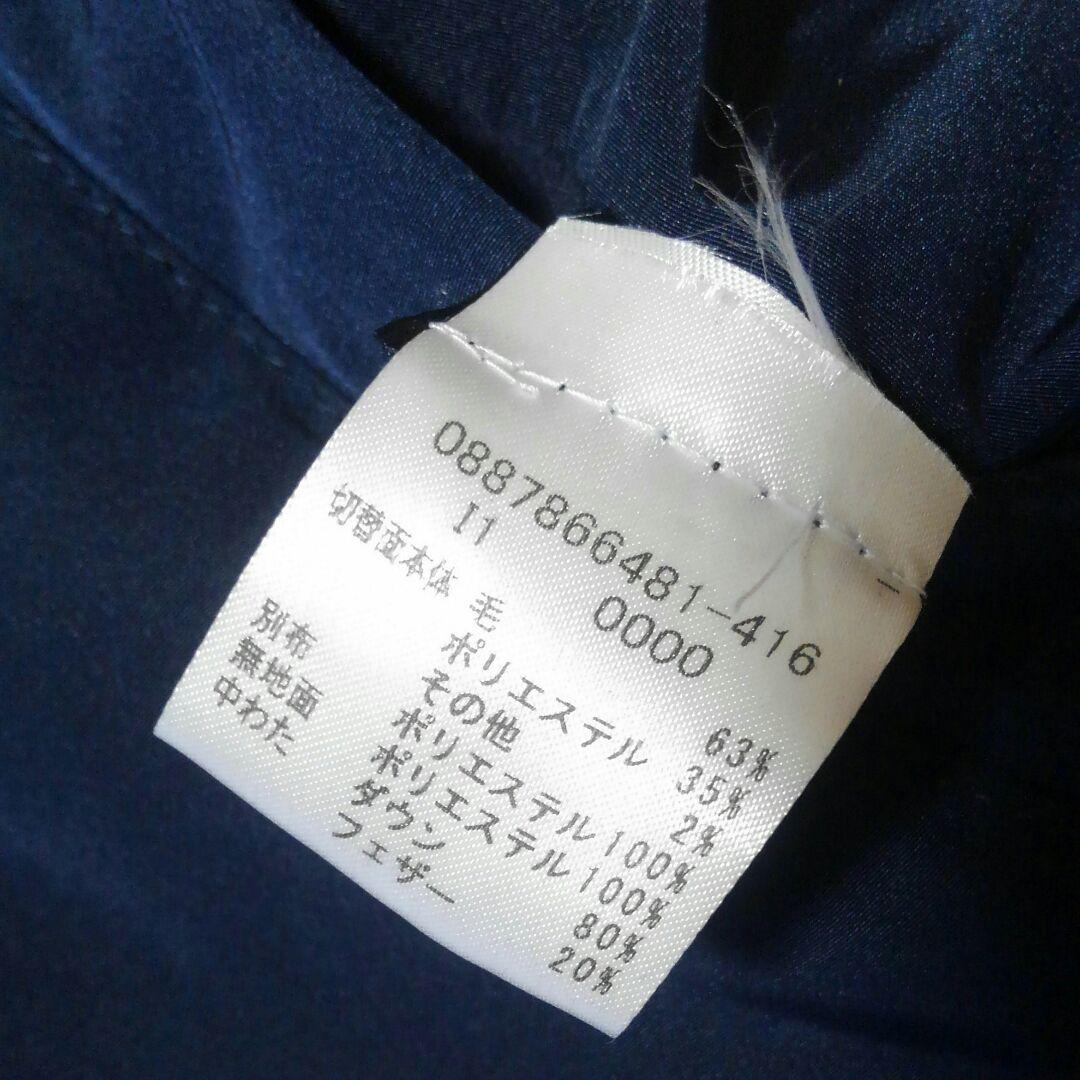 0887866481-416
I1 0000
切替面本体 毛 63%
ポリエステル 35%
その他 2%
別布 ポリエステル100%
無地面 ポリエステル100%
中わた ダウン 80%
フェザー 20%